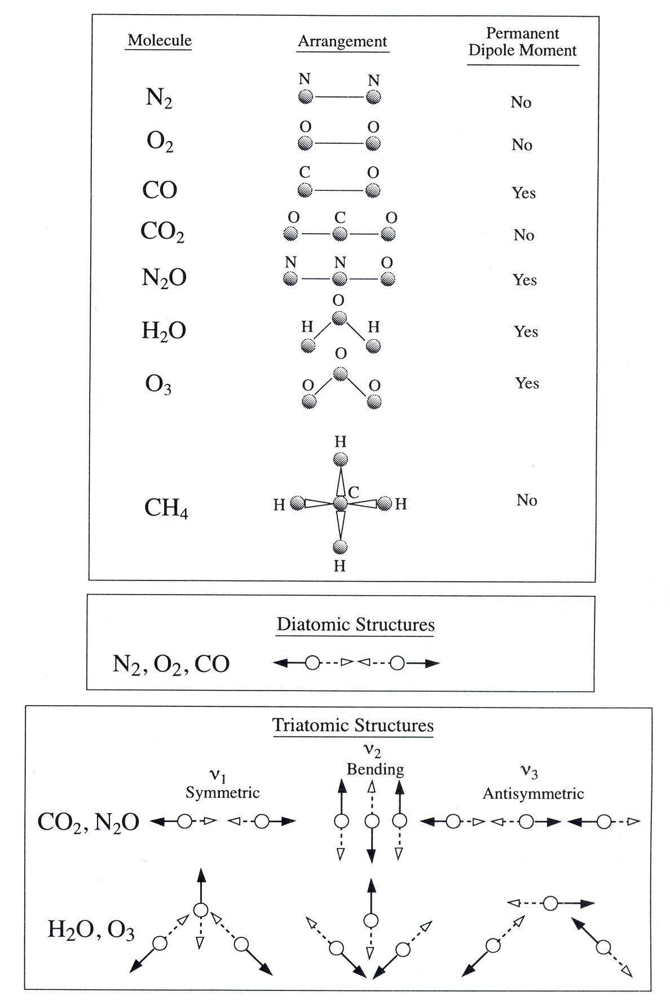 Molecule Arrangement Permanent
Dipole Moment
N N
N₂ No
O O
O₂ No
C O
CO Yes
O C O
CO₂ No
N N O
N₂O Yes
O
H H
H₂O Yes
O
O O
O₃ Yes
H
C
H H
CH₄ No
H
Diatomic Structures
N₂, O₂, CO
Triatomic Structures
ν₁
Symmetric
ν₂
Bending
ν₃
Antisymmetric
CO₂, N₂O
H₂O, O₃